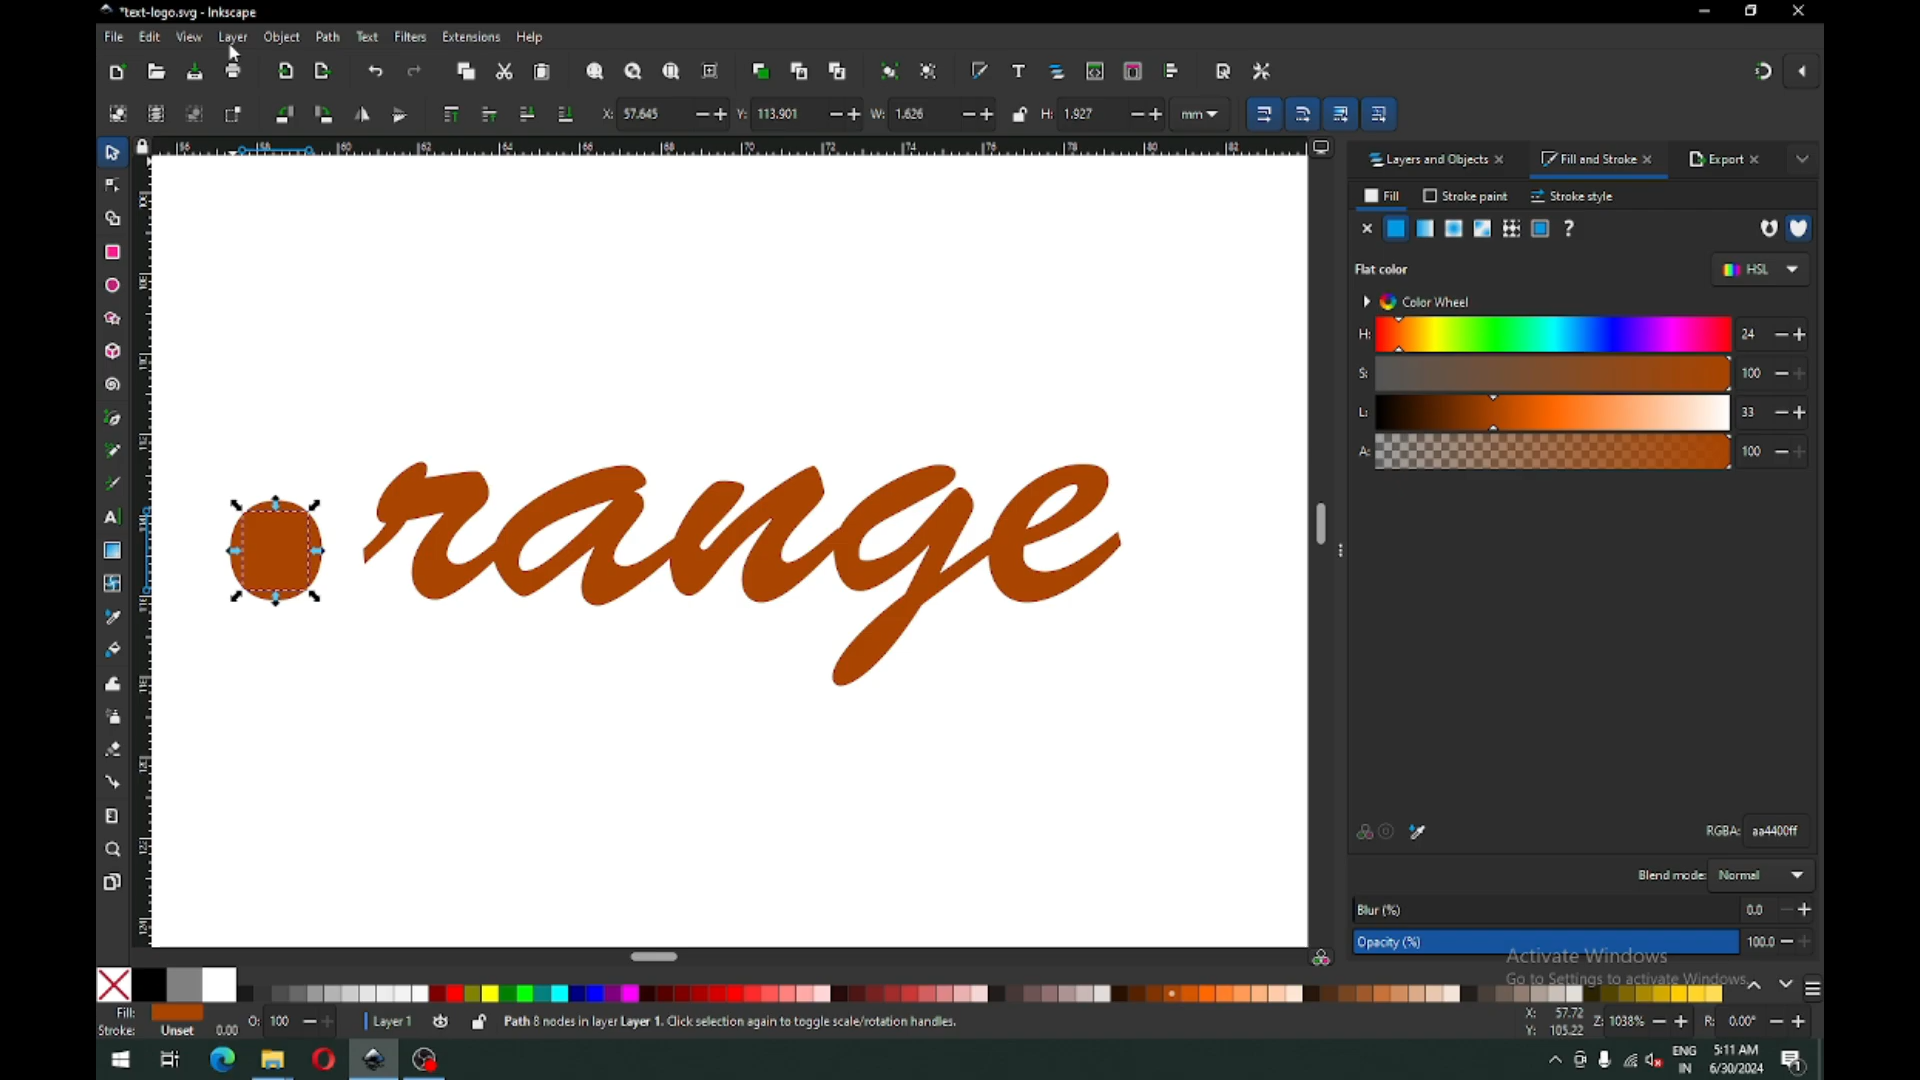 *text-logo.svg - Inkscape
File Edit View Layer Object Path Text Filters Extensions Help
X: 57.645 Y: 113.901 W: 1.626 H: 1.927 mm
Layers and Objects Fill and Stroke Export
Fill Stroke paint Stroke style
Flat color HSL
Color Wheel
H: 24
S: 100
L: 33
A: 100
range
RGBA: aa4400ff
Blend mode: Normal
Blur (%) 0.0
Opacity (%) 100.0
Activate Windows
Go to Settings to activate Windows.
Fill:
Stroke: Unset 0.00 O: 100 Layer 1 Path 8 nodes in layer Layer 1. Click selection again to toggle scale/rotation handles. X: 57.72 Y: 105.22 Z: 1038% R: 0.00°
ENG 5:11 AM
IN 6/30/2024